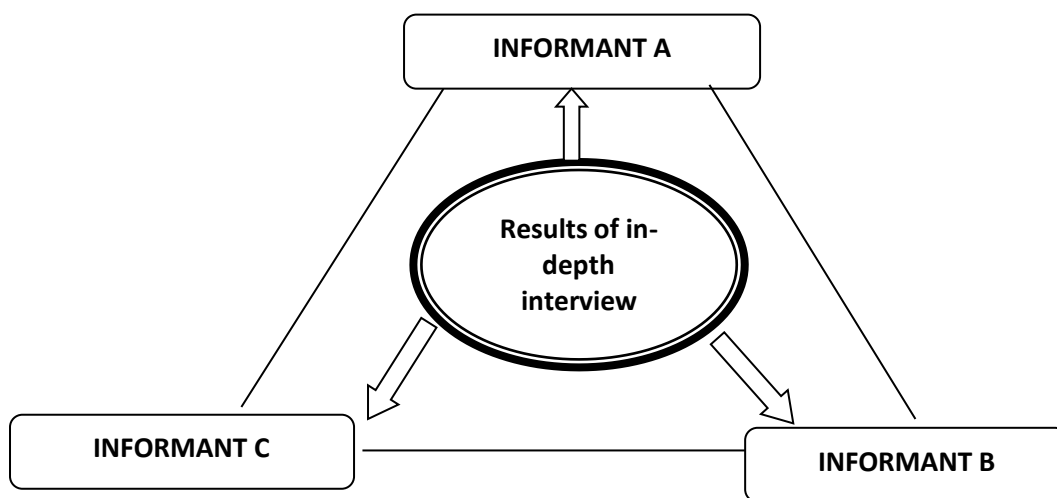 INFORMANT A
Results of in-
depth
interview
INFORMANT C
INFORMANT B